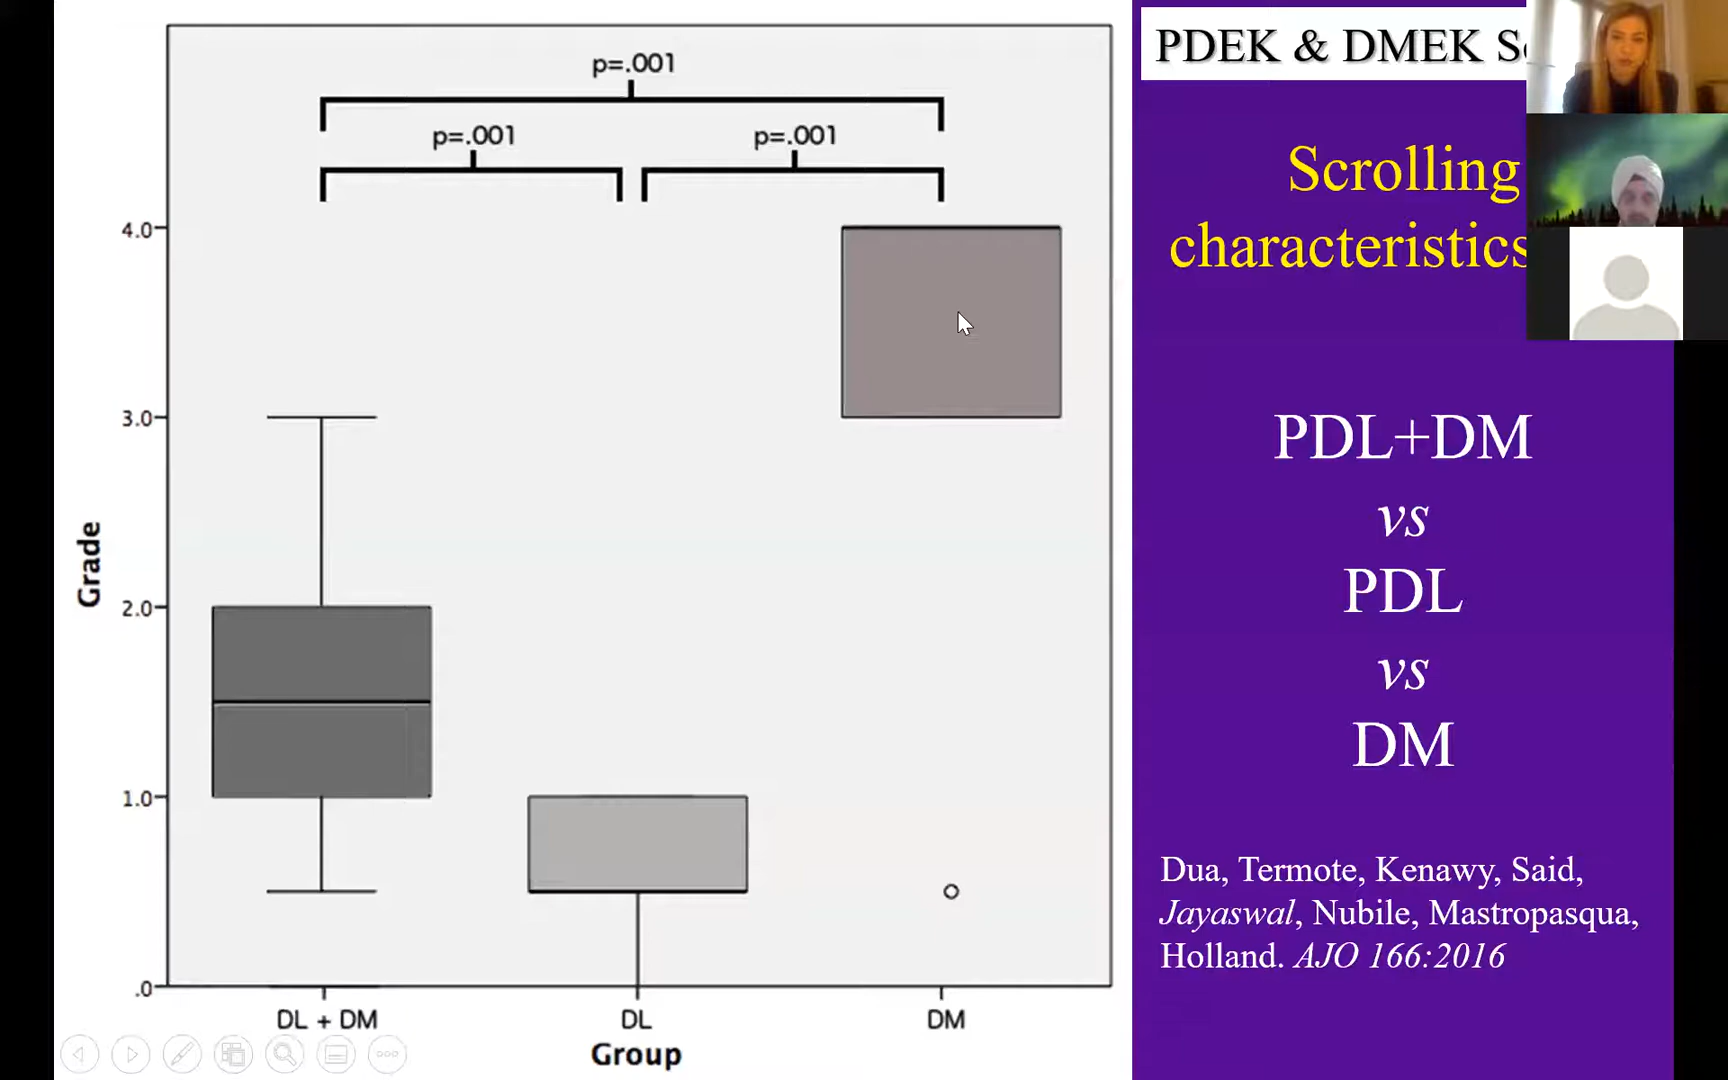 p=.001
p=.001 p=.001
4.0
3.0
2.0
1.0
.0
Grade
DL + DM DL DM
Group
PDEK & DMEK
Scrolling
characteristics
PDL+DM
vs
PDL
vs
DM
Dua, Termote, Kenawy, Said,
Jayaswal, Nubile, Mastropasqua,
Holland. AJO 166:2016